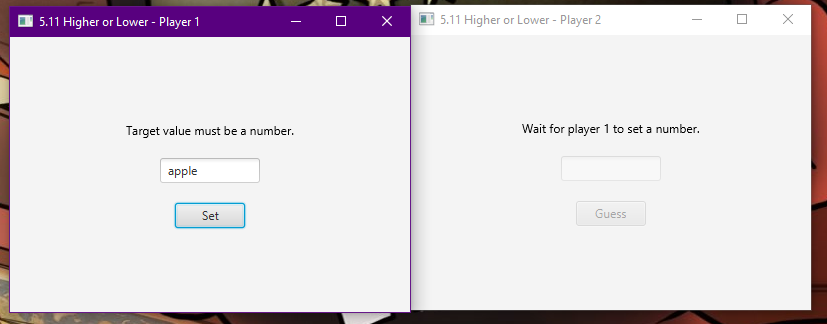 5.11 Higher or Lower - Player 1
Target value must be a number.
apple
Set
5.11 Higher or Lower - Player 2
Wait for player 1 to set a number.
Guess